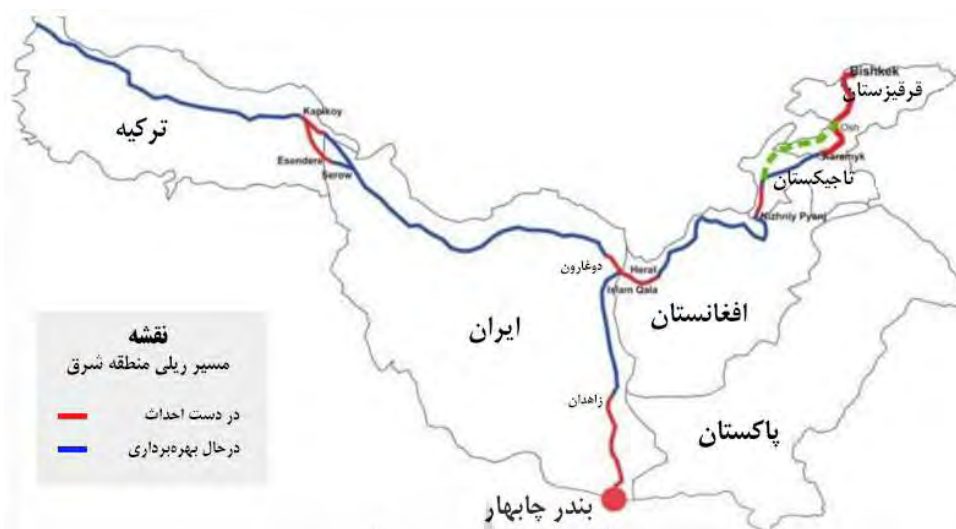 Bishkek
قرقیزستان
Osh
Karamyk
تاجیکستان
Nizhniy Pyanj
Kapikoy
ترکیه
Esendere
Serow
دوغارون
Herat
Islam Qala
افغانستان
ایران
زاهدان
پاکستان
بندر چابهار
نقشه
مسیر ریلی منطقه شرق
در دست احداث
درحال بهره‌برداری